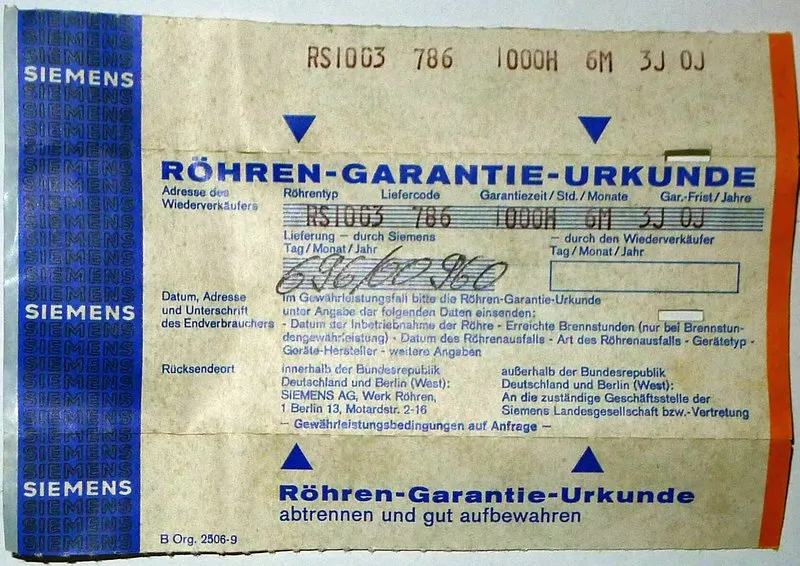 SIEMENS
RS1003 786 1000H 6M 3J 0J
RÖHREN-GARANTIE-URKUNDE
Adresse des Wiederverkäufers
Röhrentyp Liefercode Garantiezeit/Std./Monate Gar.-Frist/Jahre
RS1003 786 1000H 6M 3J 0J
Lieferung – durch Siemens – durch den Wiederverkäufer
Tag/Monat/Jahr Tag/Monat/Jahr
696/00960
SIEMENS
Datum, Adresse
und Unterschrift
des Endverbrauchers
Im Gewährleistungsfall bitte die Röhren-Garantie-Urkunde
unter Angabe der folgenden Daten einsenden:
- Datum der Inbetriebnahme der Röhre - Erreichte Brennstunden (nur bei Brennstun-
dengewährleistung) - Datum des Röhrenausfalls - Art des Röhrenausfalls - Gerätetyp -
Geräte-Hersteller - weitere Angaben
Rücksendeort
innerhalb der Bundesrepublik
Deutschland und Berlin (West):
SIEMENS AG, Werk Röhren,
1 Berlin 13, Motardstr. 2-16
außerhalb der Bundesrepublik
Deutschland und Berlin (West):
An die zuständige Geschäftsstelle der
Siemens Landesgesellschaft bzw.-Vertretung
– Gewährleistungsbedingungen auf Anfrage –
SIEMENS
Röhren-Garantie-Urkunde
abtrennen und gut aufbewahren
B Org. 2506-9